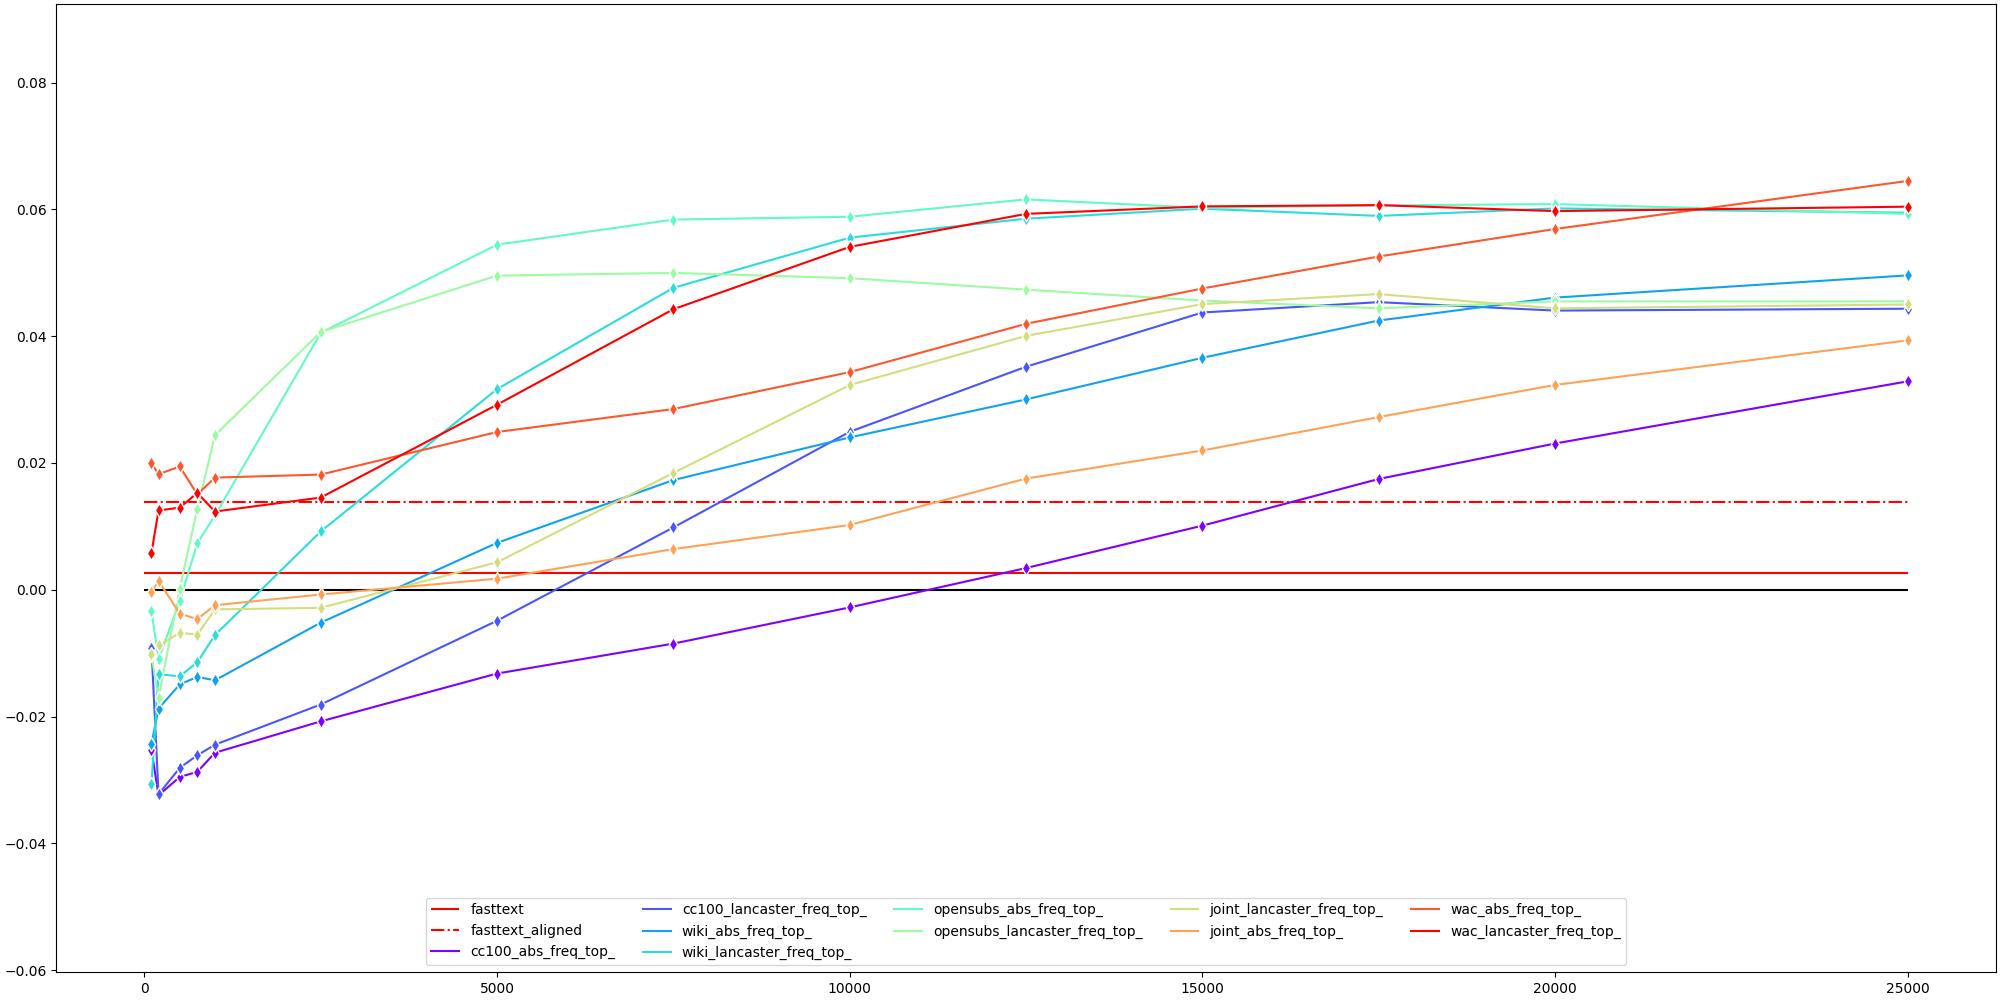 0.08
0.06
0.04
0.02
0.00
−0.02
−0.04
−0.06
fasttext
fasttext_aligned
cc100_abs_freq_top_
cc100_lancaster_freq_top_
wiki_abs_freq_top_
wiki_lancaster_freq_top_
opensubs_abs_freq_top_
opensubs_lancaster_freq_top_
joint_lancaster_freq_top_
joint_abs_freq_top_
wac_abs_freq_top_
wac_lancaster_freq_top_
0 5000 10000 15000 20000 25000